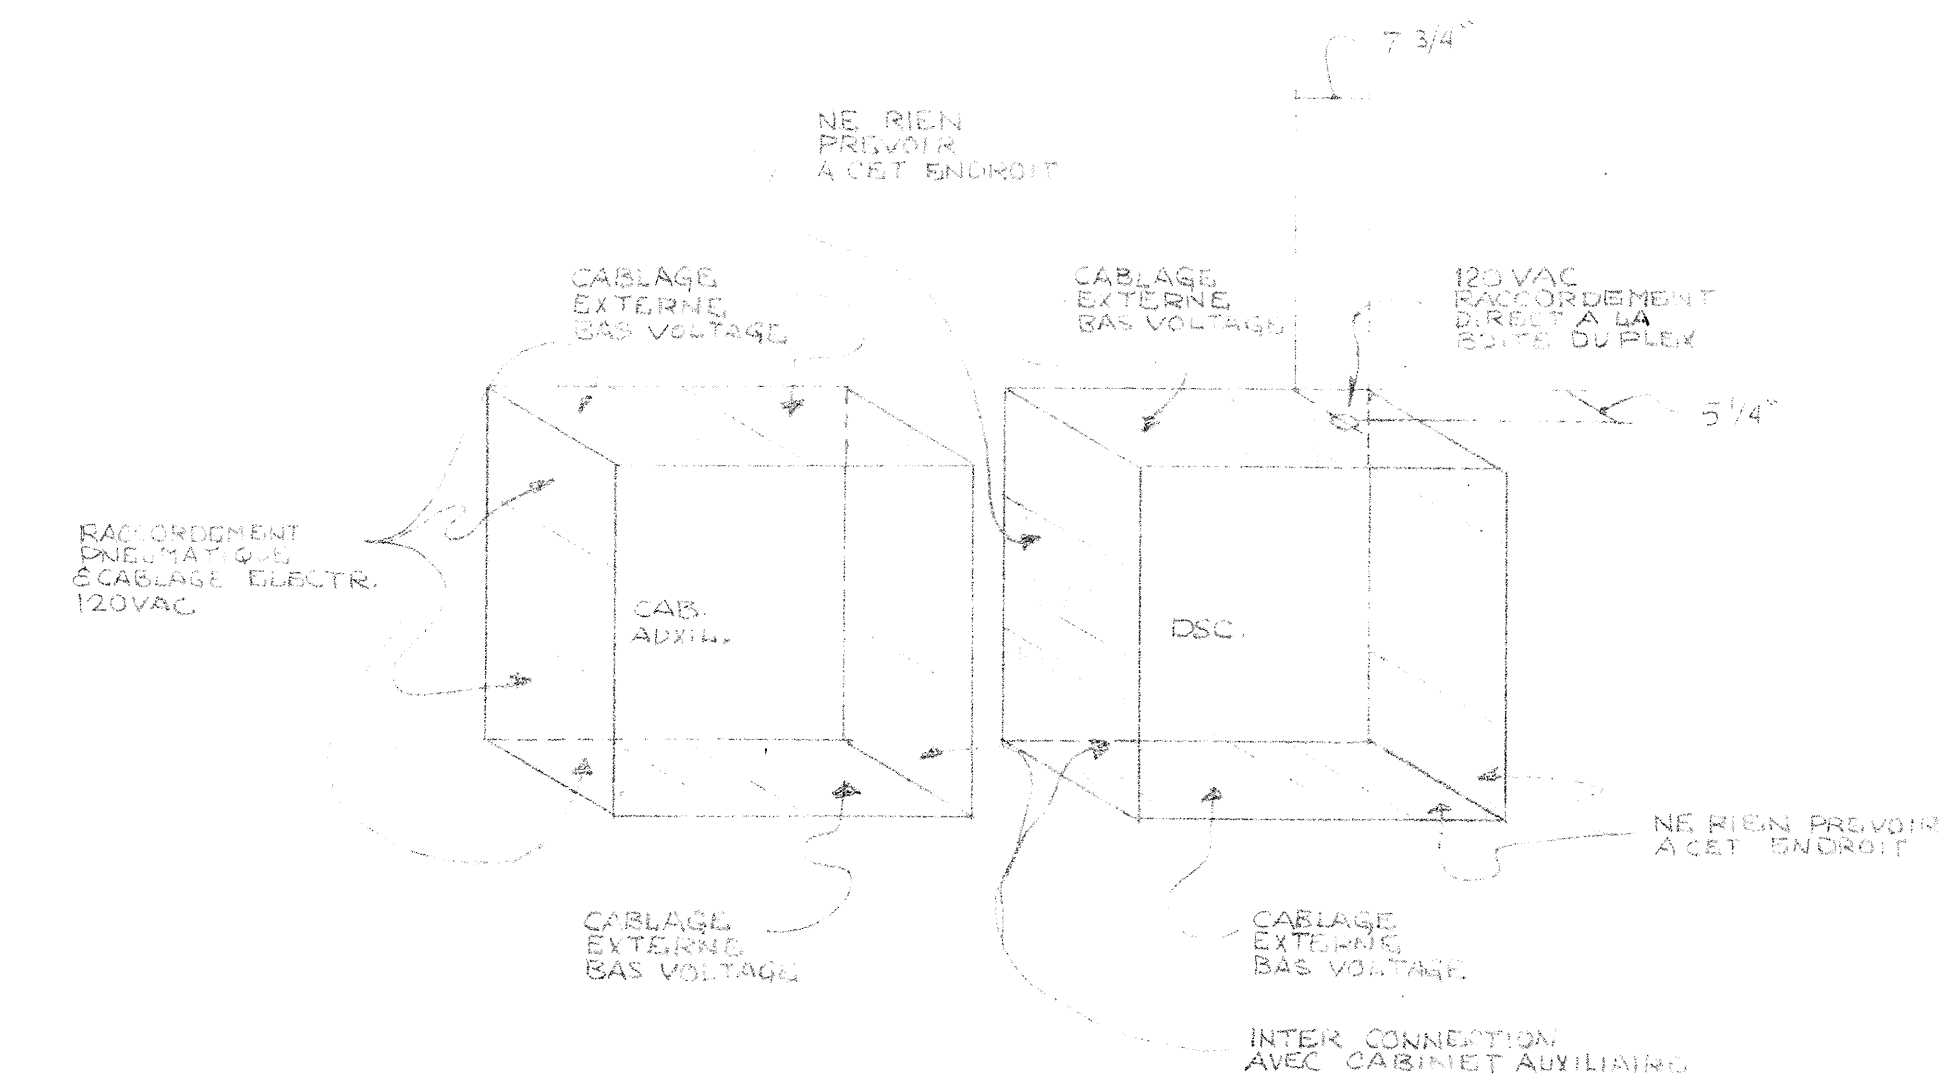 7 3/4"
NE RIEN
PREVOIR
A CET ENDROIT
CABLAGE
EXTERNE
BAS VOLTAGE
CABLAGE
EXTERNE
BAS VOLTAGE
120 VAC
RACCORDEMENT
DIRECT A LA
BOITE DUPLEX
5 1/4"
RACCORDEMENT
PNEUMATIQUE
& CABLAGE ELECTR.
120VAC
CAB.
AUXIL.
DSC.
NE RIEN PREVOIR
A CET ENDROIT
CABLAGE
EXTERNE
BAS VOLTAGE
CABLAGE
EXTERNE
BAS VOLTAGE
INTER CONNECTION
AVEC CABINET AUXILIAIRE